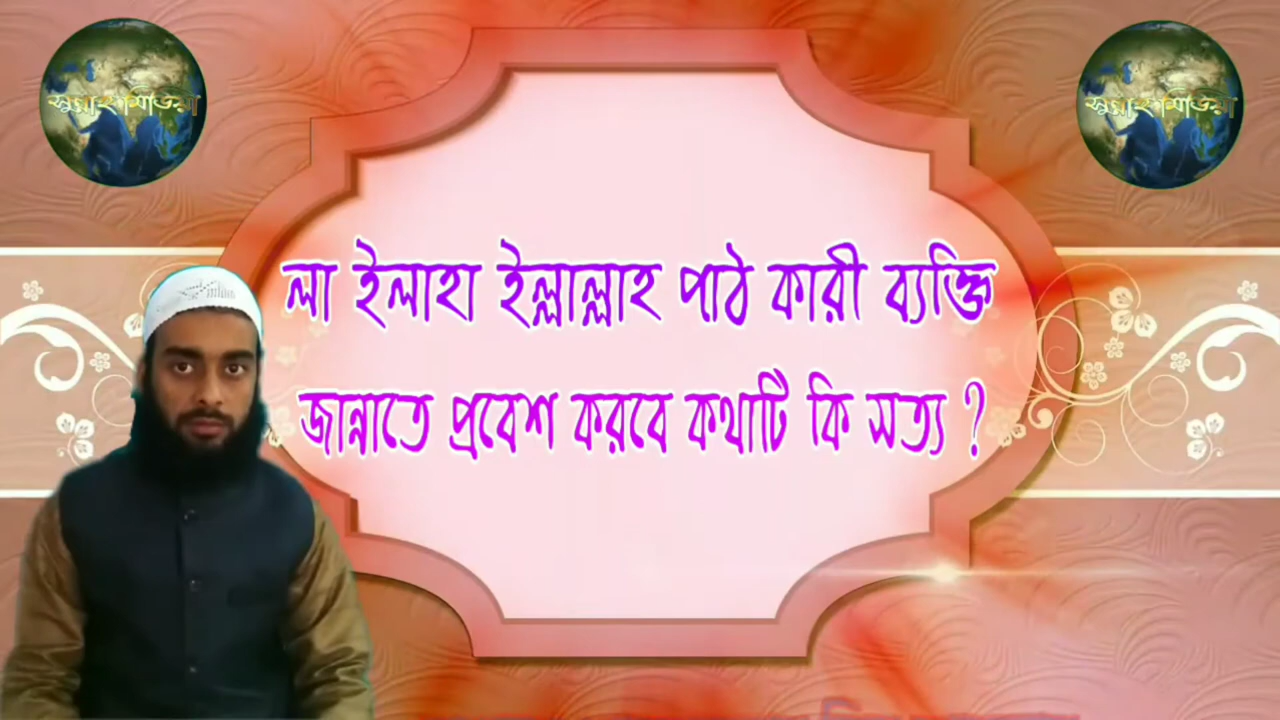 সুন্নাহ মিডিয়া
সুন্নাহ মিডিয়া
লা ইলাহা ইল্লাল্লাহ পাঠ কারী ব্যক্তি
জান্নাতে প্রবেশ করবে কথাটি কি সত্য ?